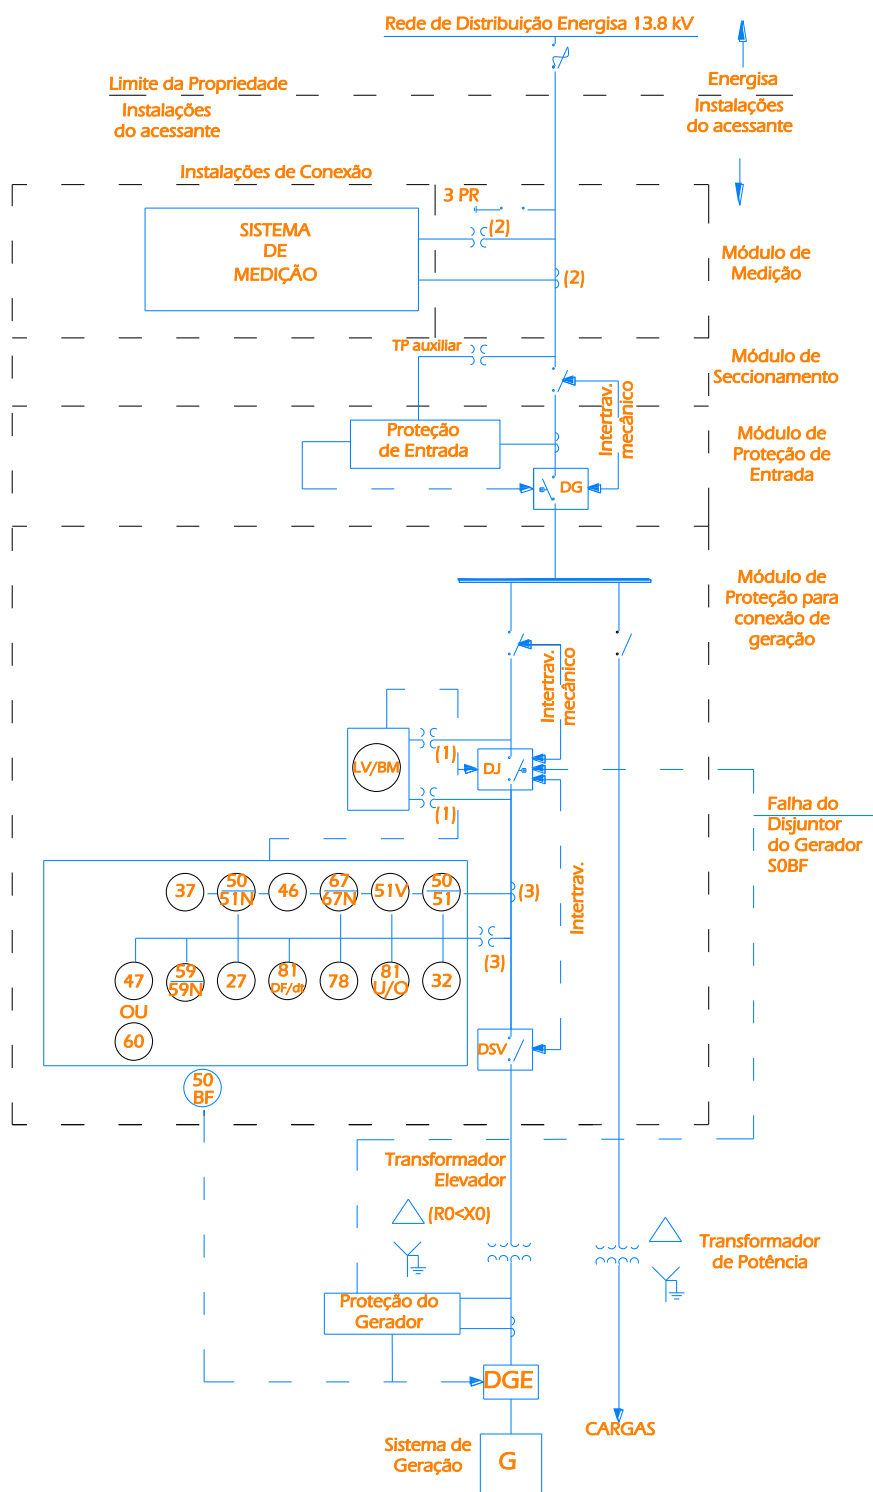 Rede de Distribuição Energisa 13.8 kV
Limite da Propriedade
Energisa
Instalações
do acessante
Instalações
do acessante
Instalações de Conexão
3 PR
(2)
SISTEMA
DE
MEDIÇÃO
(2)
Módulo de
Medição
TP auxiliar
Módulo de
Seccionamento
Intertrav.
mecânico
Proteção
de Entrada
Módulo de
Proteção de
Entrada
DG
Módulo de
Proteção para
conexão de
geração
Intertrav.
mecânico
(1)
LV/BM
DJ
(1)
Falha do
Disjuntor
do Gerador
S0BF
37
50
51N
46
67
67N
51V
50
51
(3)
Intertrav.
(3)
47
59
59N
27
81
DF/dt
78
81
U/O
32
OU
60
DSV
50
BF
Transformador
Elevador
(R0<X0)
Transformador
de Potência
Proteção do
Gerador
DGE
CARGAS
Sistema de
Geração
G